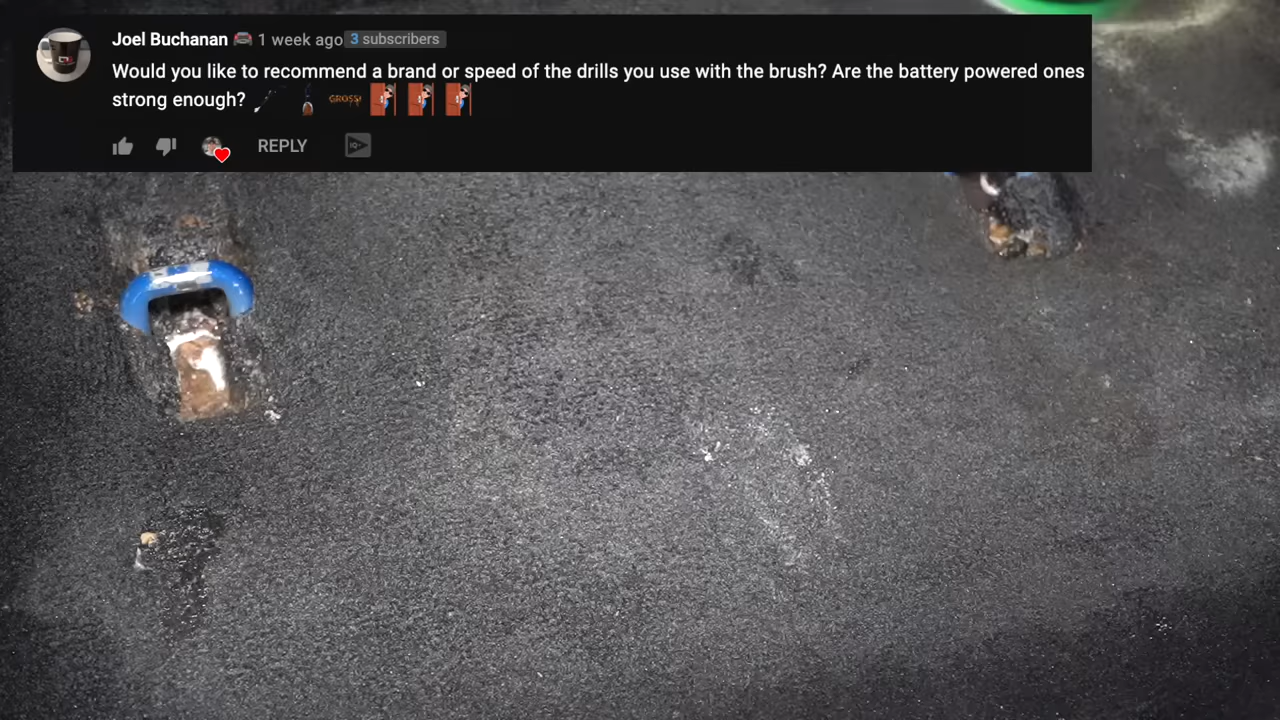 Joel Buchanan 1 week ago 3 subscribers
Would you like to recommend a brand or speed of the drills you use with the brush? Are the battery powered ones
strong enough? GROSS!
REPLY IQ+